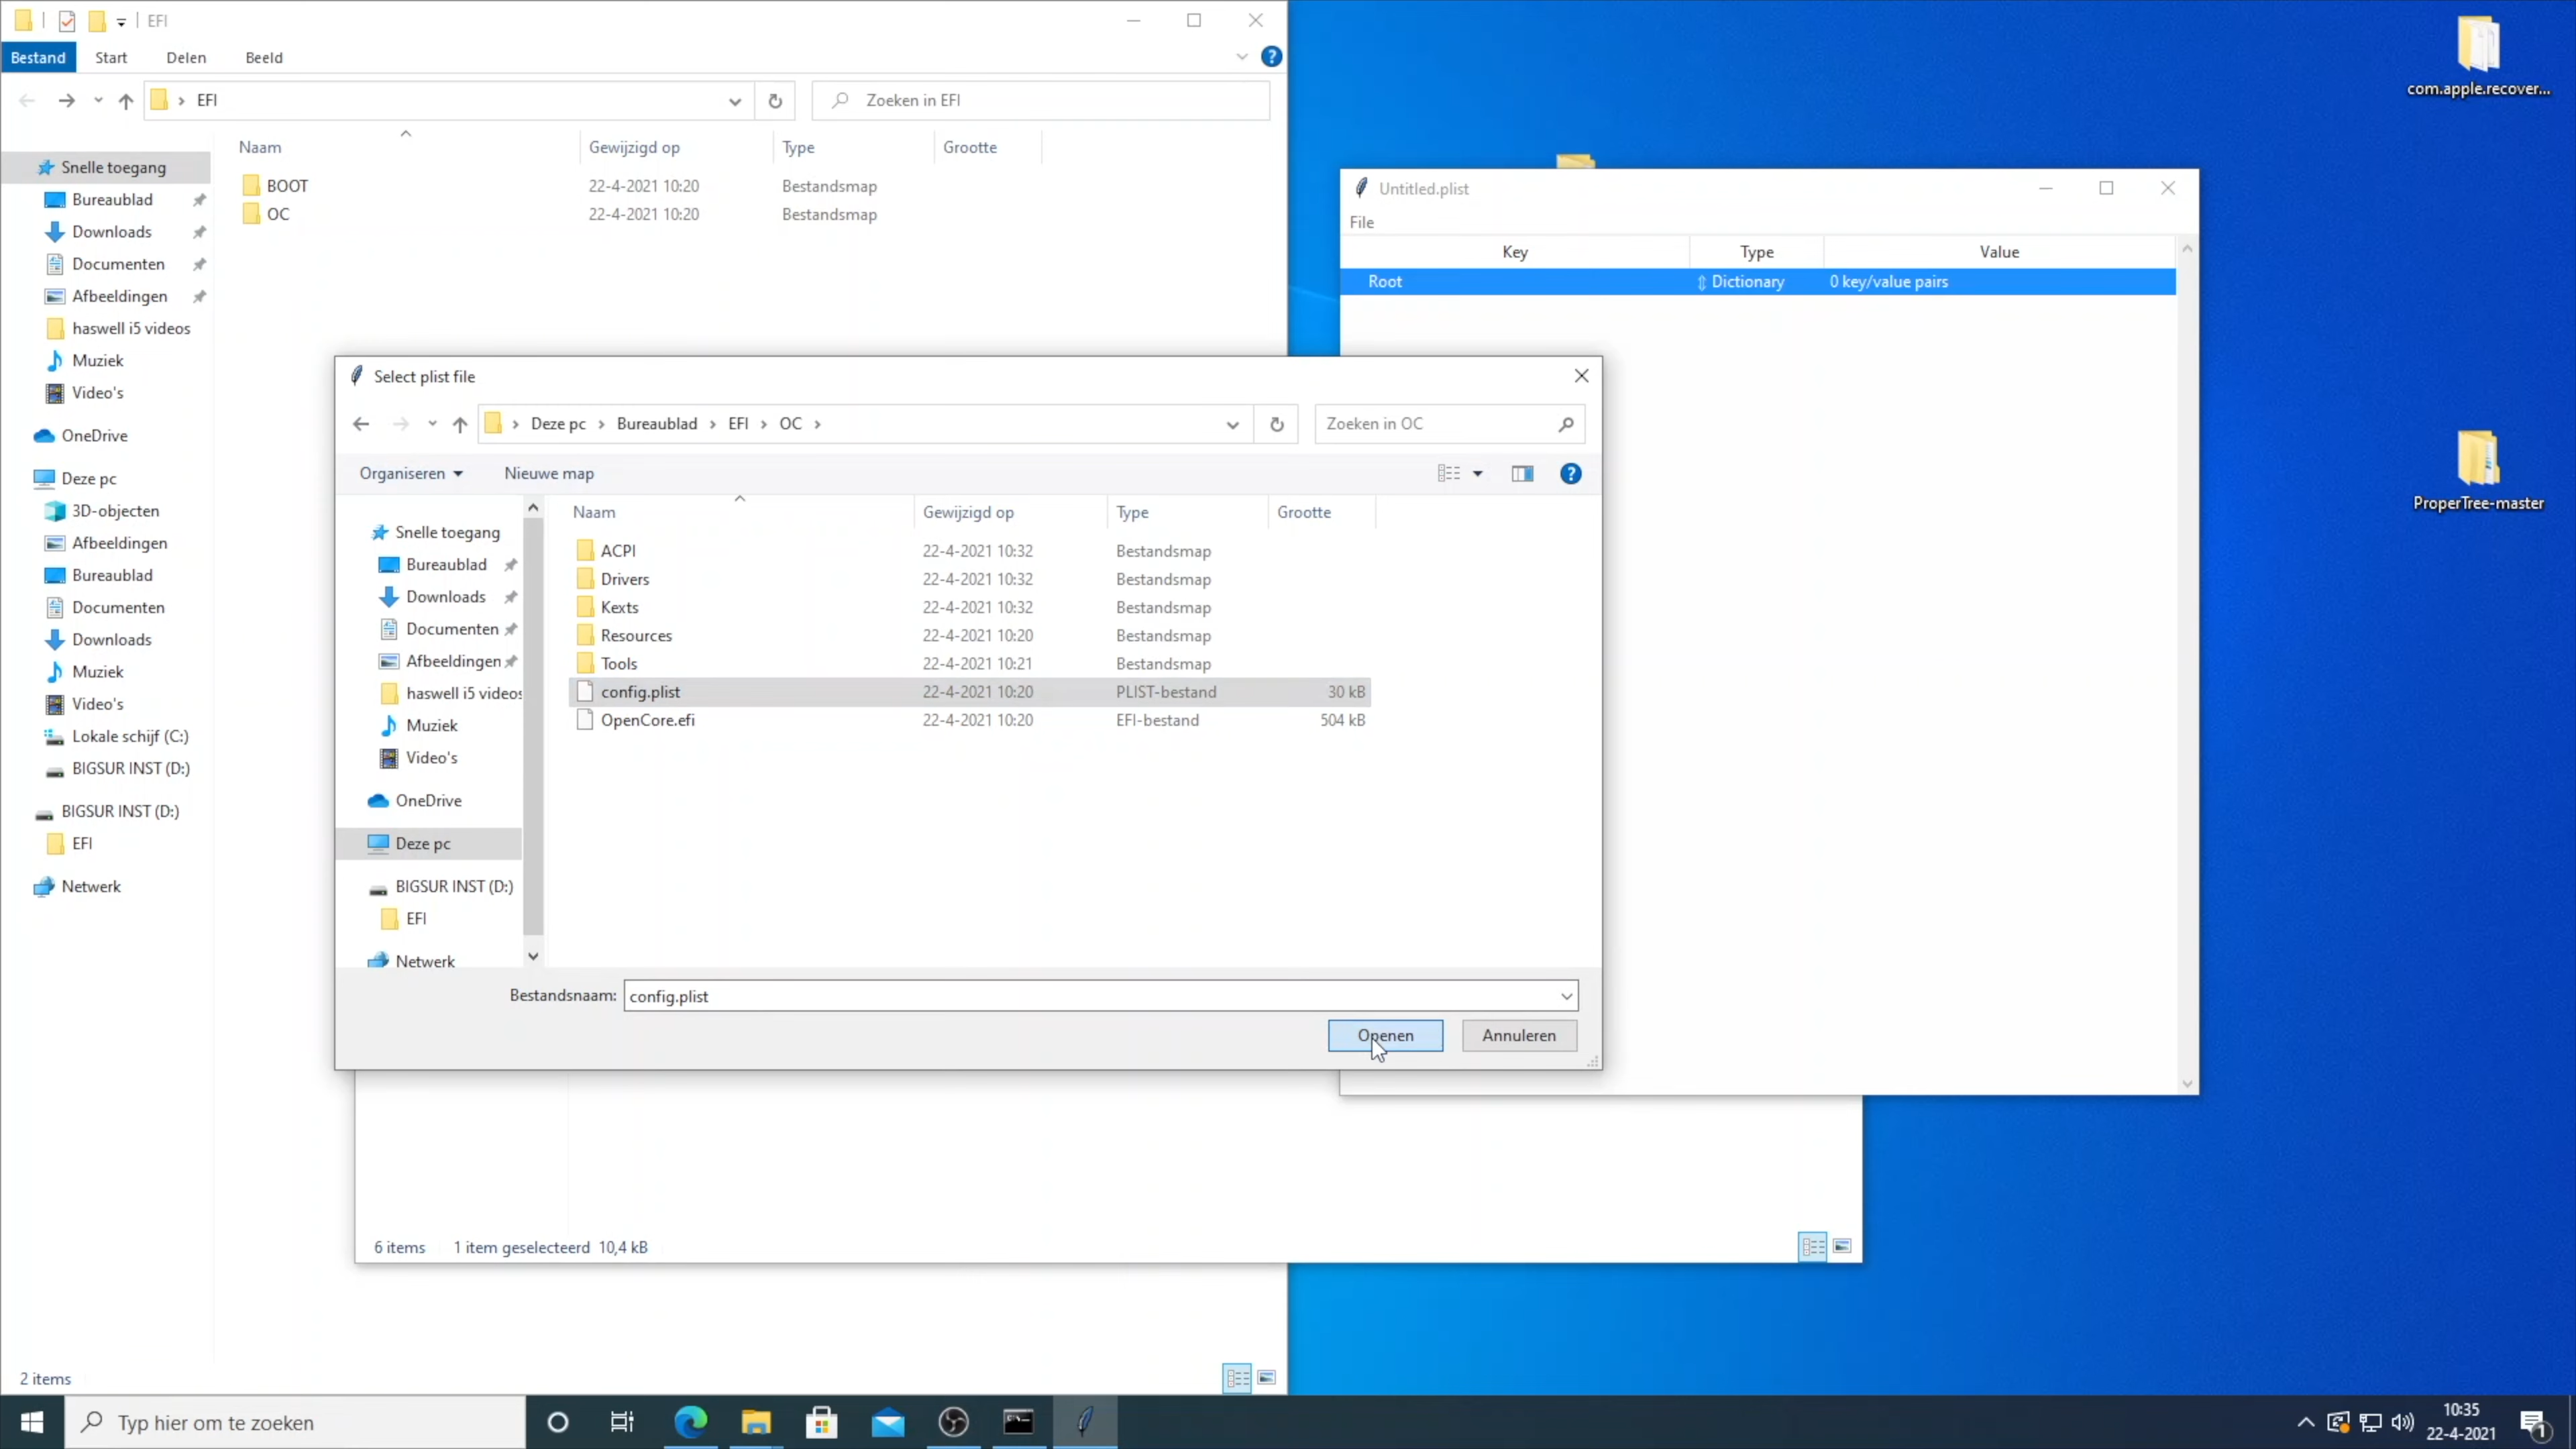 EFI
Bestand Start Delen Beeld
EFI
Zoeken in EFI
Naam Gewijzigd op Type Grootte
BOOT 22-4-2021 10:20 Bestandsmap
OC 22-4-2021 10:20 Bestandsmap
Snelle toegang
Bureaublad
Downloads
Documenten
Afbeeldingen
haswell i5 videos
Muziek
Video's
OneDrive
Deze pc
3D-objecten
Afbeeldingen
Bureaublad
Documenten
Downloads
Muziek
Video's
Lokale schijf (C:)
BIGSUR INST (D:)
BIGSUR INST (D:)
EFI
Netwerk
2 items
Untitled.plist
File
Key Type Value
Root Dictionary 0 key/value pairs
Select plist file
Deze pc Bureaublad EFI OC
Zoeken in OC
Organiseren Nieuwe map
Naam Gewijzigd op Type Grootte
ACPI 22-4-2021 10:32 Bestandsmap
Drivers 22-4-2021 10:32 Bestandsmap
Kexts 22-4-2021 10:32 Bestandsmap
Resources 22-4-2021 10:20 Bestandsmap
Tools 22-4-2021 10:21 Bestandsmap
config.plist 22-4-2021 10:20 PLIST-bestand 30 kB
OpenCore.efi 22-4-2021 10:20 EFI-bestand 504 kB
Snelle toegang
Bureaublad
Downloads
Documenten
Afbeeldingen
haswell i5 videos
Muziek
Video's
OneDrive
Deze pc
BIGSUR INST (D:)
EFI
Netwerk
Bestandsnaam: config.plist
Openen Annuleren
6 items 1 item geselecteerd 10,4 kB
com.apple.recover...
ProperTree-master
Typ hier om te zoeken
10:35
22-4-2021
1